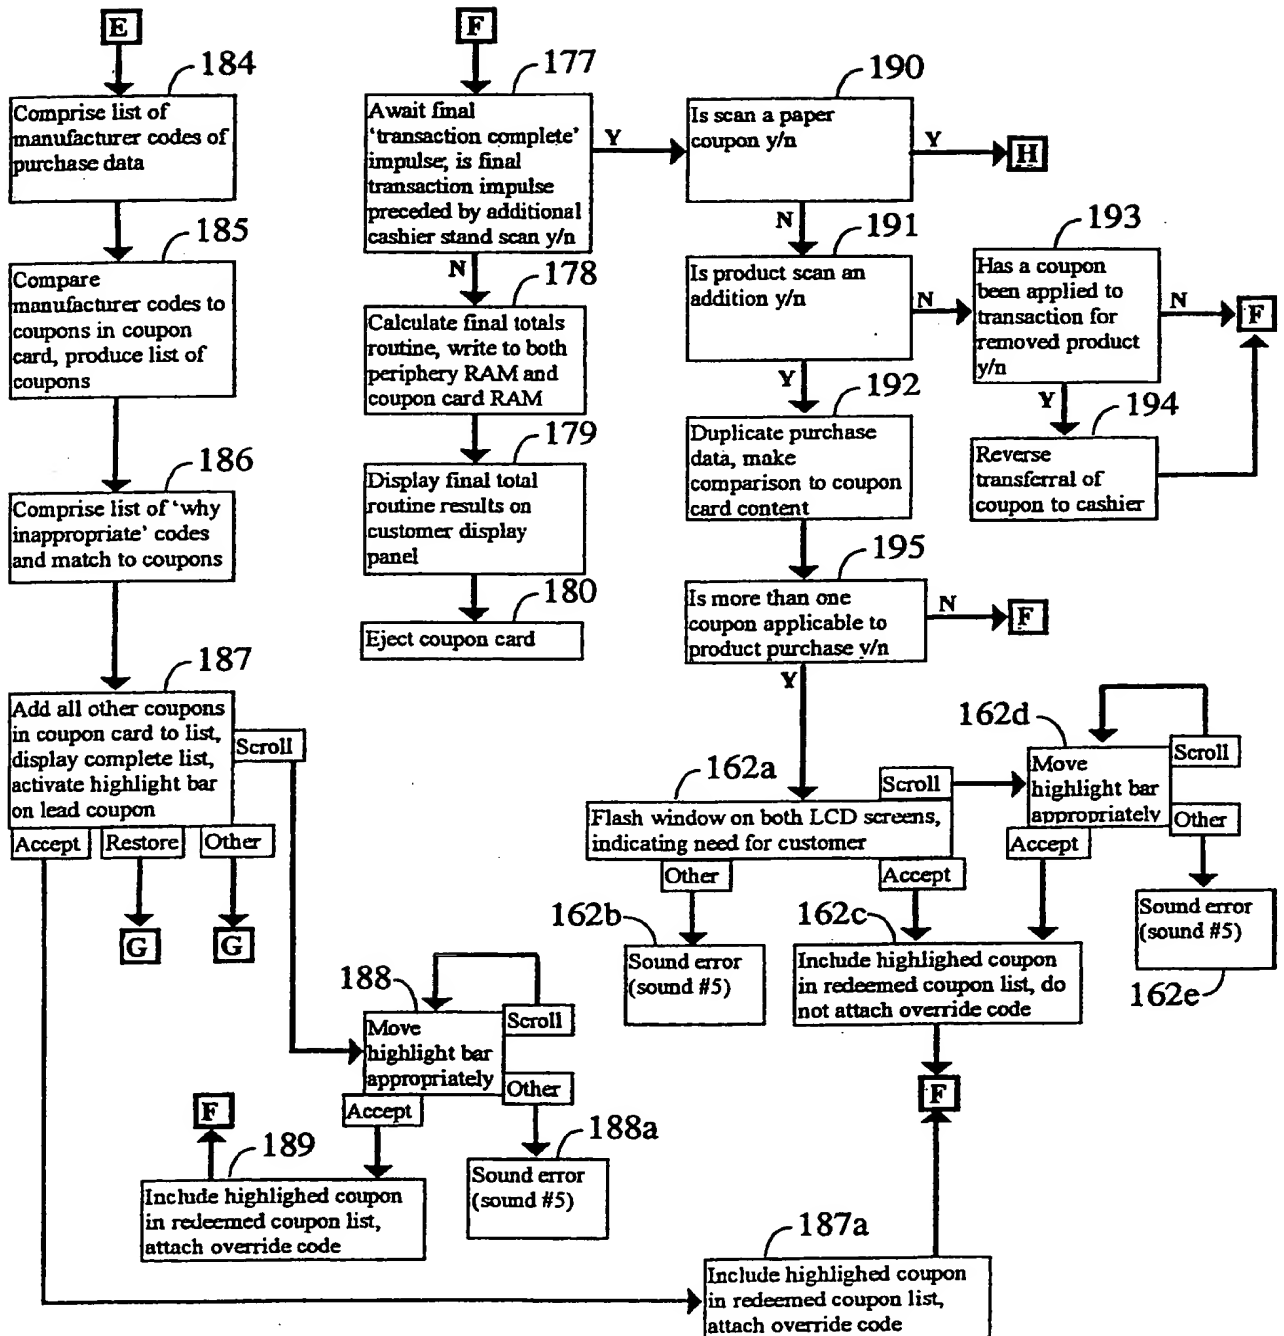 E
184
Comprise list of
manufacturer codes of
purchase data
185
Compare
manufacturer codes to
coupons in coupon
card, produce list of
coupons
186
Comprise list of 'why
inappropriate' codes
and match to coupons
187
Add all other coupons
in coupon card to list,
display complete list,
activate highlight bar
on lead coupon
Scroll
Accept
Restore
Other
G
G
188
Move
highlight bar
appropriately
Scroll
Other
Accept
188a
Sound error
(sound #5)
F
189
Include highlighed coupon
in redeemed coupon list,
attach override code
187a
Include highlighed coupon
in redeemed coupon list,
attach override code
F
177
Await final
'transaction complete'
impulse; is final
transaction impulse
preceded by additional
cashier stand scan y/n
Y
N
178
Calculate final totals
routine, write to both
periphery RAM and
coupon card RAM
179
Display final total
routine results on
customer display
panel
180
Eject coupon card
190
Is scan a paper
coupon y/n
Y
H
N
191
Is product scan an
addition y/n
N
Y
193
Has a coupon
been applied to
transaction for
removed product
y/n
N
F
Y
194
Reverse
transferral of
coupon to cashier
192
Duplicate purchase
data, make
comparison to coupon
card content
195
Is more than one
coupon applicable to
product purchase y/n
N
F
Y
162a
Flash window on both LCD screens,
indicating need for customer
Scroll
Other
Accept
162b
Sound error
(sound #5)
162c
Include highlighed coupon
in redeemed coupon list, do
not attach override code
F
162d
Move
highlight bar
appropriately
Scroll
Other
Accept
Sound error
(sound #5)
162e